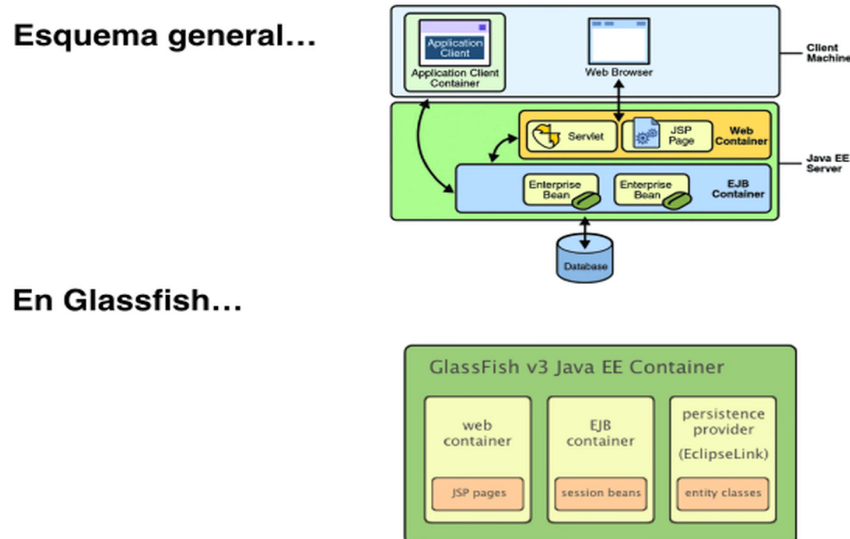 Esquema general...
Application
Client
Application Client
Container
Web Browser
Client
Machine
Servlet
JSP
Page
Web
Container
Java EE
Server
Enterprise
Bean
Enterprise
Bean
EJB
Container
Database
En Glassfish...
GlassFish v3 Java EE Container
web
container
JSP pages
EJB
container
session beans
persistence
provider
(EclipseLink)
entity classes